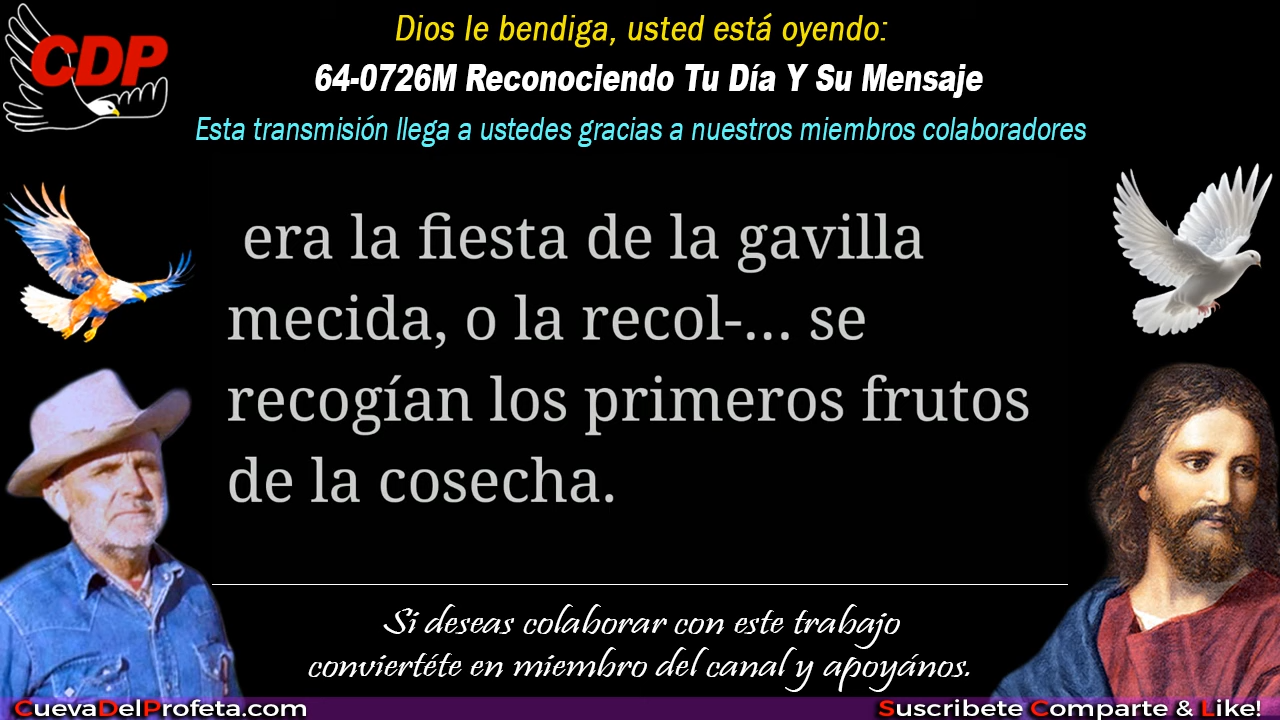 CDP
Dios le bendiga, usted está oyendo:
64-0726M Reconociendo Tu Día Y Su Mensaje
Esta transmisión llega a ustedes gracias a nuestros miembros colaboradores
era la fiesta de la gavilla
mecida, o la recol-... se
recogían los primeros frutos
de la cosecha.
Si deseas colaborar con este trabajo
conviertéte en miembro del canal y apoyános.
CuevaDelProfeta.com
Suscribete Comparte & Like!